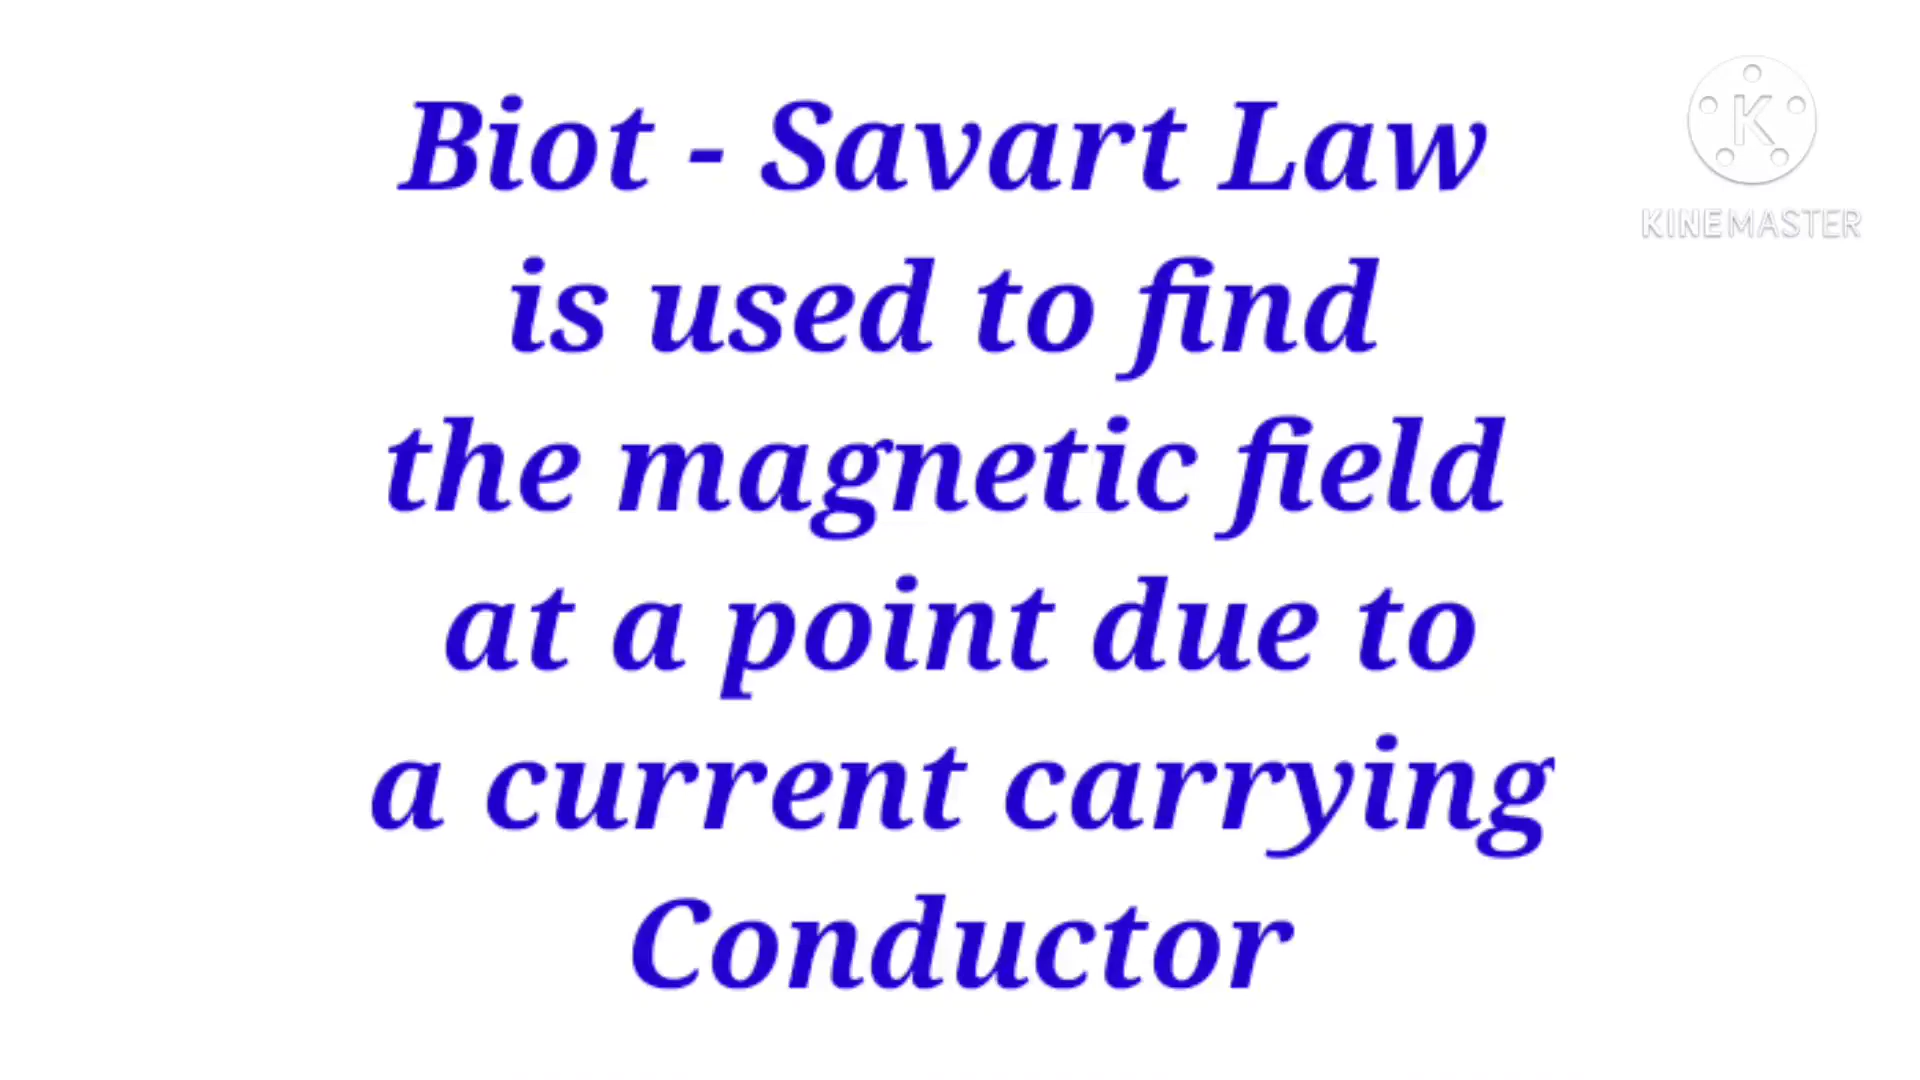 Biot - Savart Law
is used to find
the magnetic field
at a point due to
a current carrying
Conductor
K
KINEMASTER